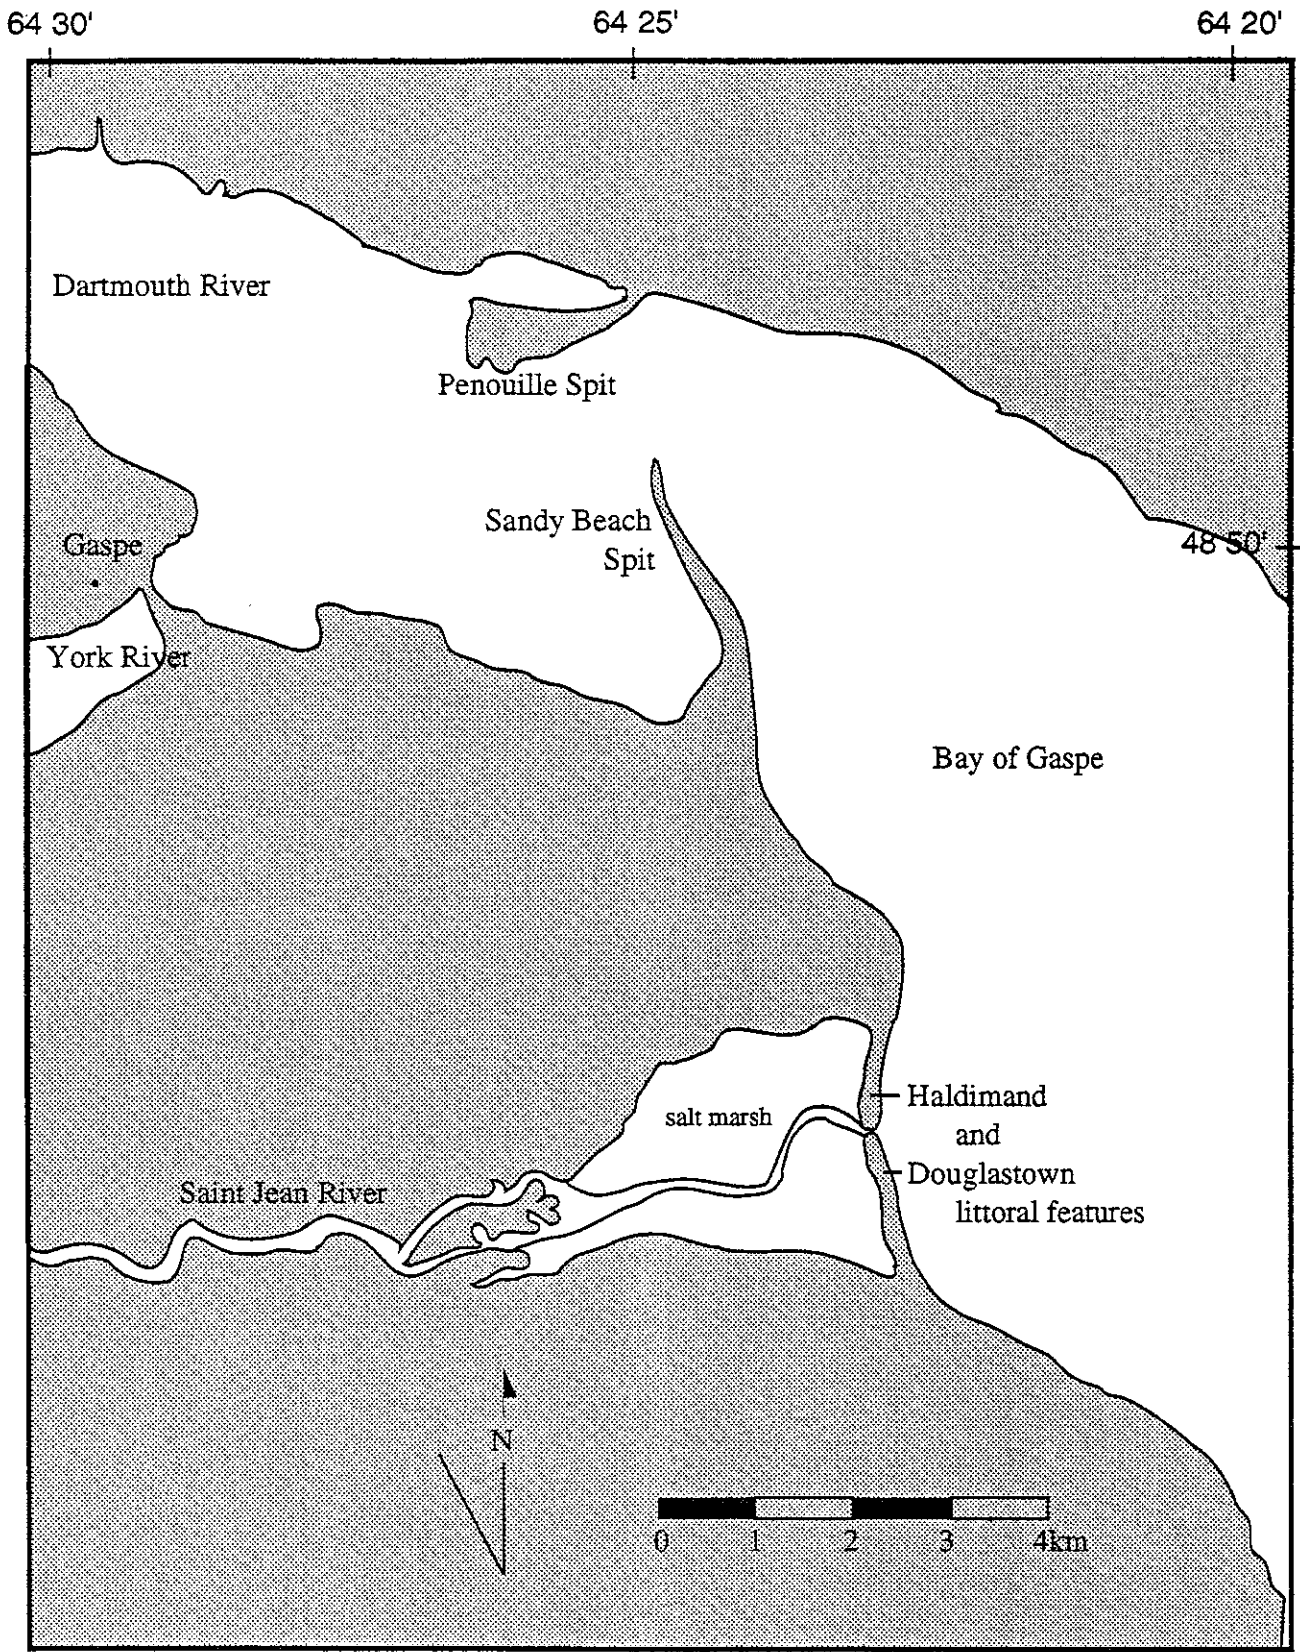 64 30'
64 25'
64 20'
Dartmouth River
Penouille Spit
Sandy Beach
Spit
48 50'
Gaspe
York River
Bay of Gaspe
Haldimand
and
Douglastown
littoral features
salt marsh
Saint Jean River
N
0 1 2 3 4km